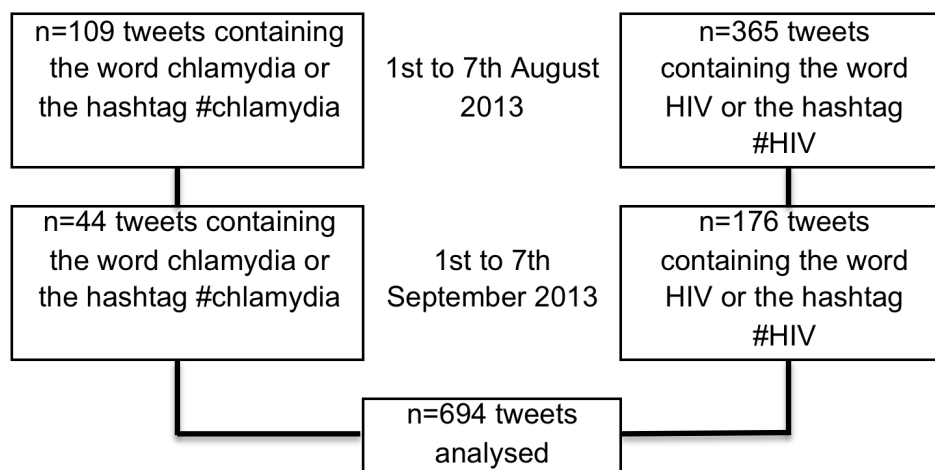 n=109 tweets containing
the word chlamydia or
the hashtag #chlamydia
1st to 7th August
2013
n=365 tweets
containing the word
HIV or the hashtag
#HIV
n=44 tweets containing
the word chlamydia or
the hashtag #chlamydia
1st to 7th
September 2013
n=176 tweets
containing the word
HIV or the hashtag
#HIV
n=694 tweets
analysed